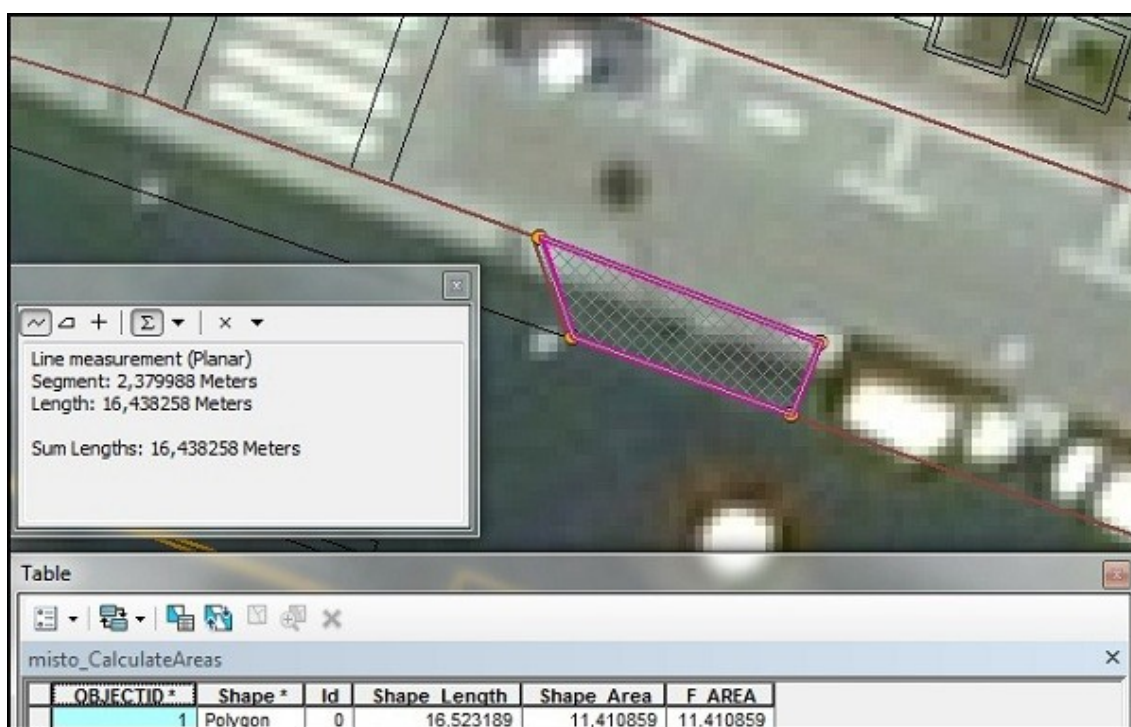 Line measurement (Planar)
Segment: 2,379988 Meters
Length: 16,438258 Meters
Sum Lengths: 16,438258 Meters
Table
misto_CalculateAreas
OBJECTID * Shape * Id Shape_Length Shape_Area F_AREA
1 Polygon 0 16.523189 11.410859 11.410859